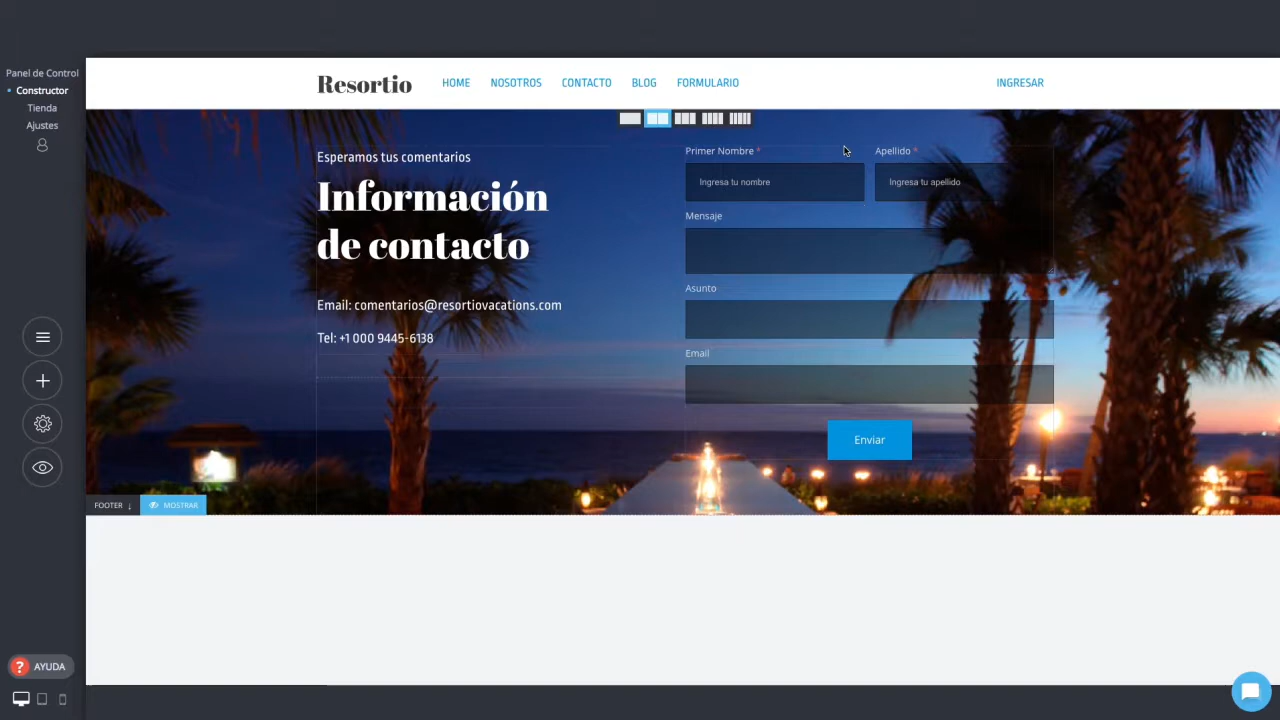 Panel de Control
Constructor
Tienda
Ajustes
Resortio
HOME
NOSOTROS
CONTACTO
BLOG
FORMULARIO
INGRESAR
Esperamos tus comentarios
Información
de contacto
Email: comentarios@resortiovacations.com
Tel: +1 000 9445-6138
Primer Nombre *
Apellido *
Ingresa tu nombre
Ingresa tu apellido
Mensaje
Asunto
Email
Enviar
FOOTER ↓
MOSTRAR
? AYUDA